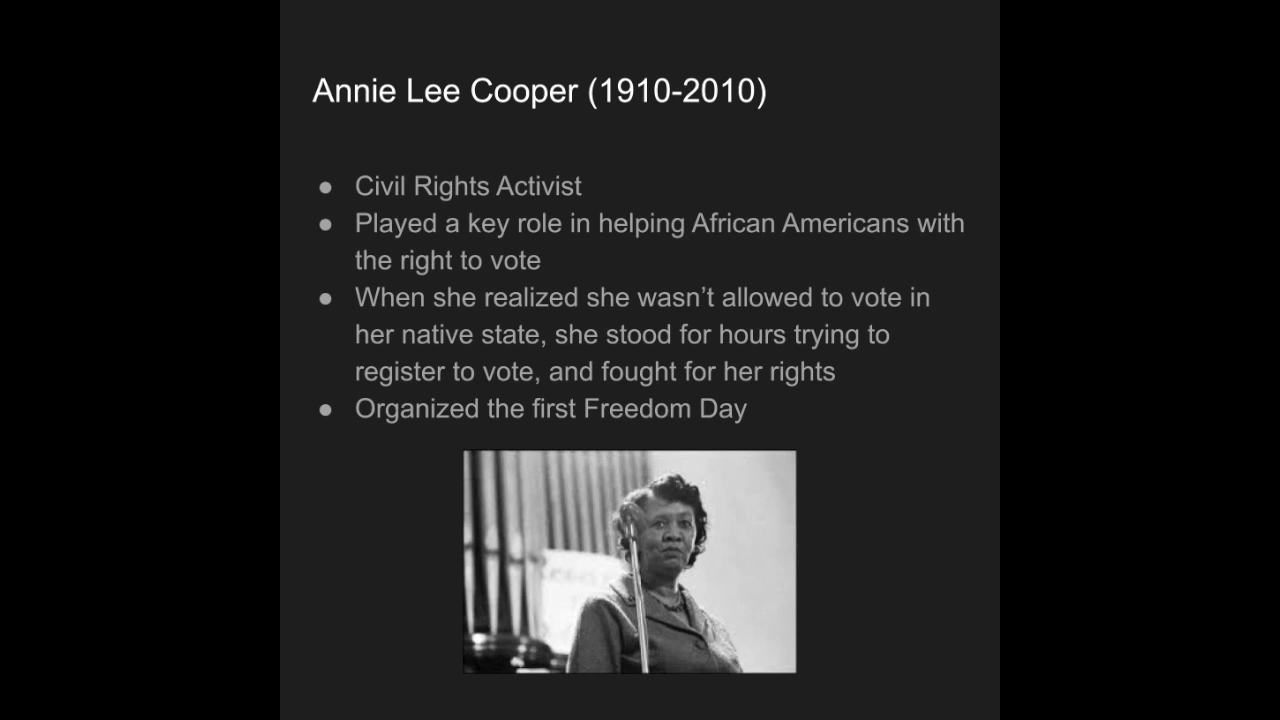 Annie Lee Cooper (1910-2010)
● Civil Rights Activist
● Played a key role in helping African Americans with
the right to vote
● When she realized she wasn’t allowed to vote in
her native state, she stood for hours trying to
register to vote, and fought for her rights
● Organized the first Freedom Day